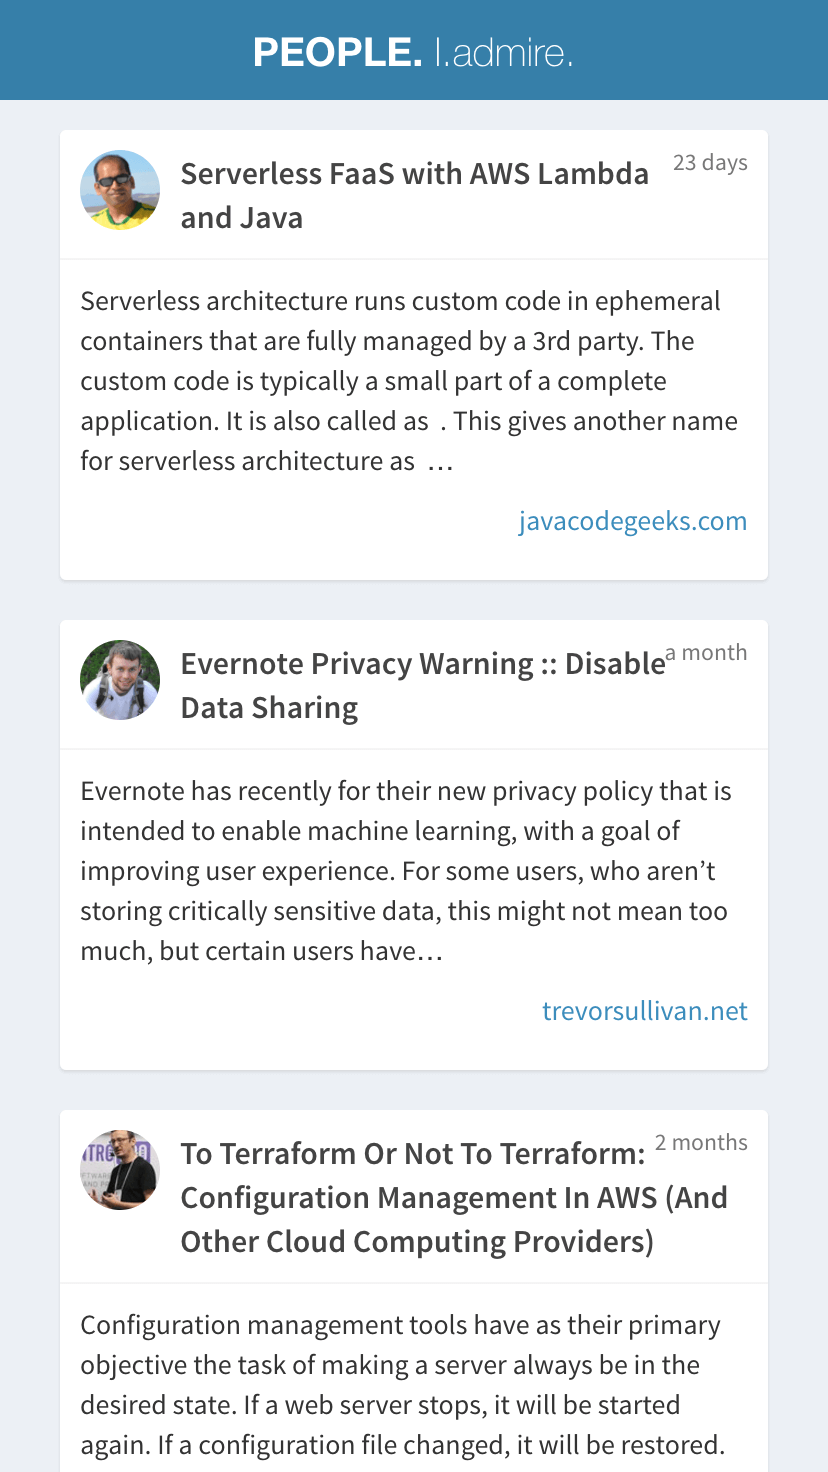 PEOPLE. I.admire.
Serverless FaaS with AWS Lambda
and Java
23 days
Serverless architecture runs custom code in ephemeral
containers that are fully managed by a 3rd party. The
custom code is typically a small part of a complete
application. It is also called as  . This gives another name
for serverless architecture as  …
javacodegeeks.com
Evernote Privacy Warning :: Disable
Data Sharing
a month
Evernote has recently for their new privacy policy that is
intended to enable machine learning, with a goal of
improving user experience. For some users, who aren’t
storing critically sensitive data, this might not mean too
much, but certain users have…
trevorsullivan.net
To Terraform Or Not To Terraform:
Configuration Management In AWS (And
Other Cloud Computing Providers)
2 months
Configuration management tools have as their primary
objective the task of making a server always be in the
desired state. If a web server stops, it will be started
again. If a configuration file changed, it will be restored.